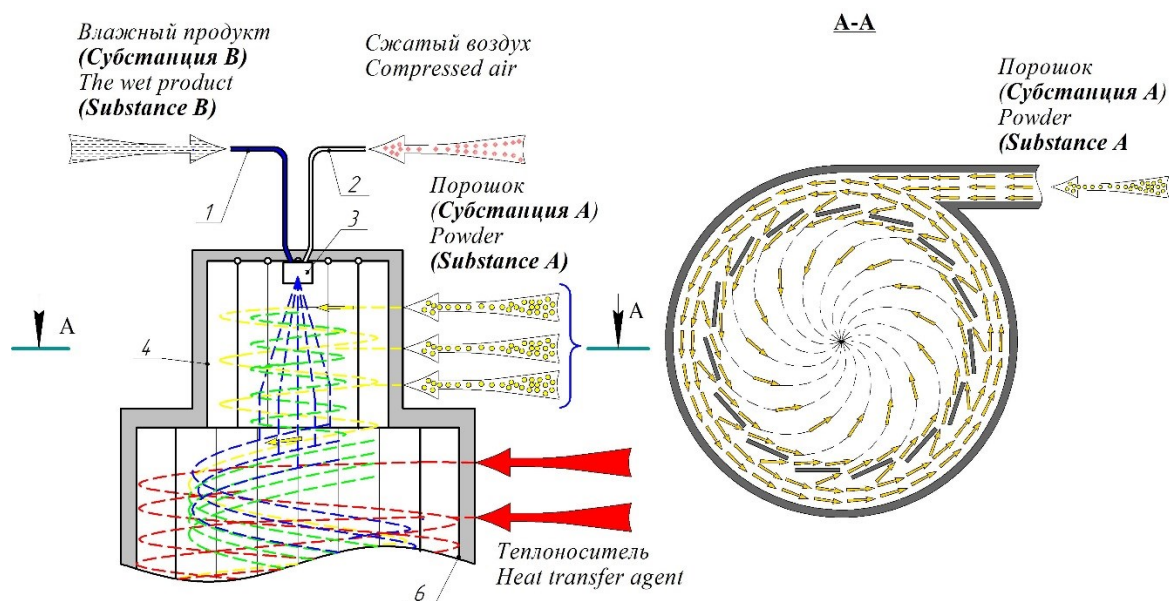 Влажный продукт
(Субстанция В)
The wet product
(Substance B)
Сжатый воздух
Compressed air
А-А
Порошок
(Субстанция А)
Powder
(Substance A
1
2
3
Порошок
(Субстанция А)
Powder
(Substance A)
А
А
4
Теплоноситель
Heat transfer agent
6